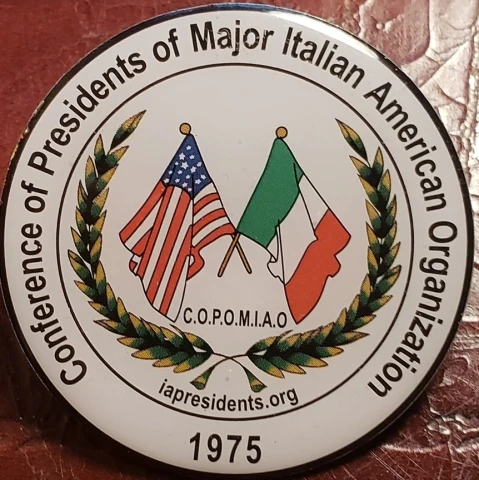 Conference of Presidents of Major Italian American Organization
C.O.P.O.M.I.A.O
iapresidents.org
1975